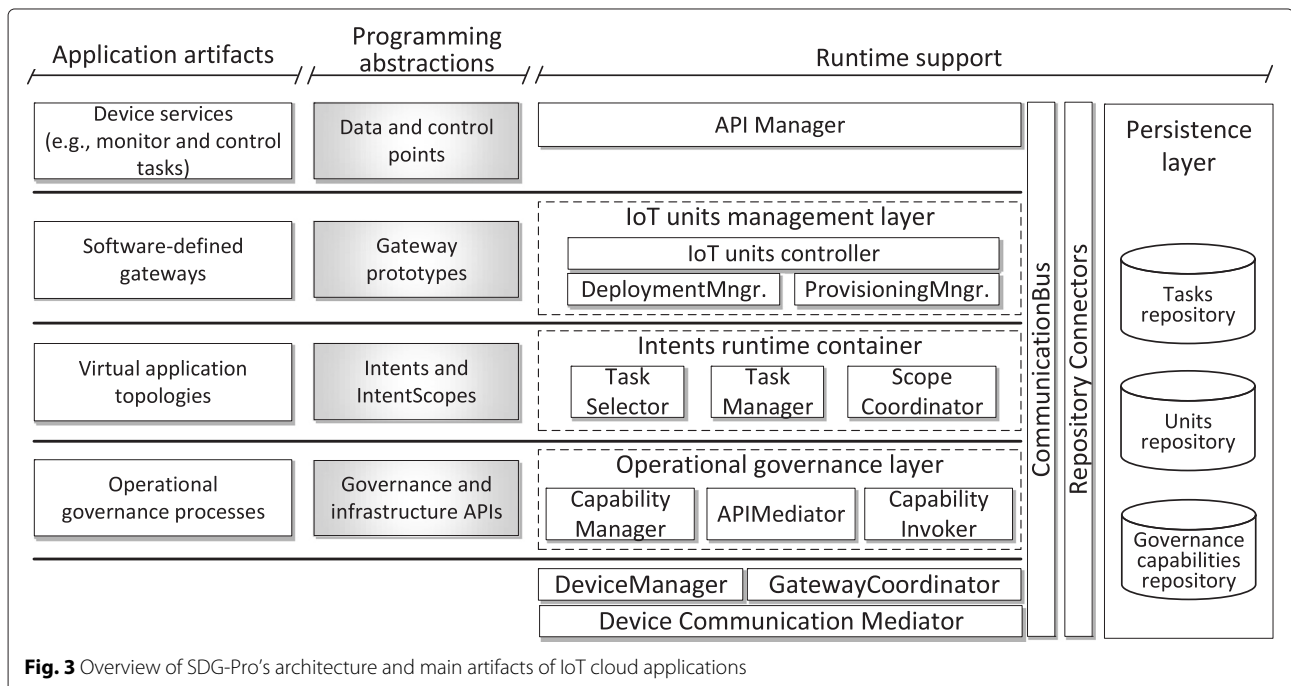 Application artifacts
Programming
abstractions
Runtime support
Device services
(e.g., monitor and control
tasks)
Data and control
points
API Manager
Software-defined
gateways
Gateway
prototypes
IoT units management layer
IoT units controller
DeploymentMngr.
ProvisioningMngr.
Virtual application
topologies
Intents and
IntentScopes
Intents runtime container
Task
Selector
Task
Manager
Scope
Coordinator
Operational
governance processes
Governance and
infrastructure APIs
Operational governance layer
Capability
Manager
APIMediator
Capability
Invoker
DeviceManager
GatewayCoordinator
Device Communication Mediator
CommunicationBus
Repository Connectors
Persistence
layer
Tasks
repository
Units
repository
Governance
capabilities
repository
Fig. 3 Overview of SDG-Pro's architecture and main artifacts of IoT cloud applications